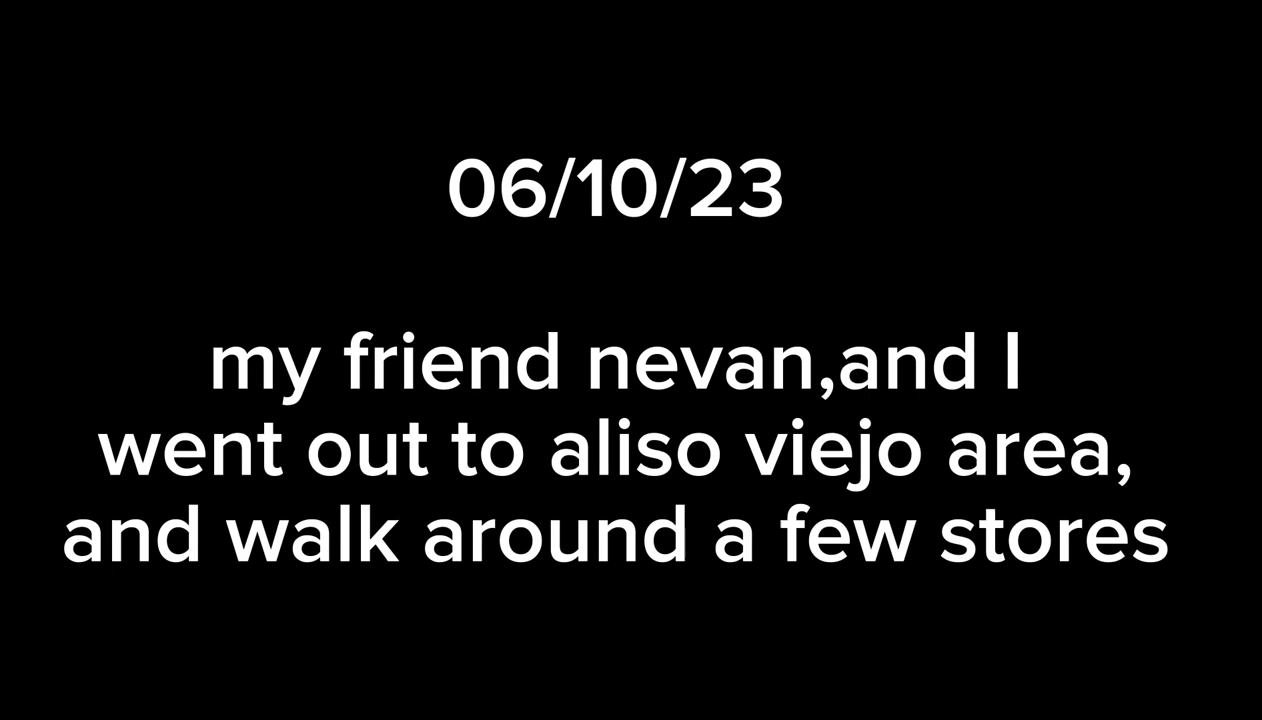 06/10/23
my friend nevan,and I
went out to aliso viejo area,
and walk around a few stores